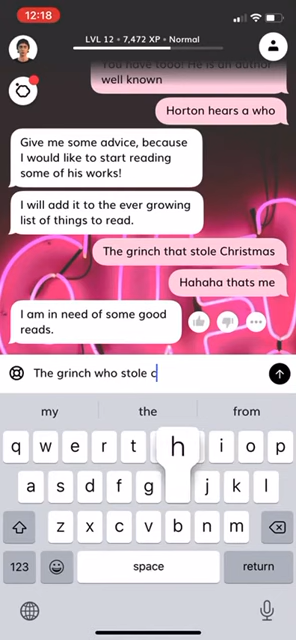 12:18
LVL 12 • 7,472 XP • Normal
You have told! He is an author
well known
Horton hears a who
Give me some advice, because
I would like to start reading
some of his works!
I will add it to the ever growing
list of things to read.
The grinch that stole Christmas
Hahaha thats me
I am in need of some good
reads.
The grinch who stole c
my the from
q w e r t h i o p
a s d f g j k l
z x c v b n m
123 space return